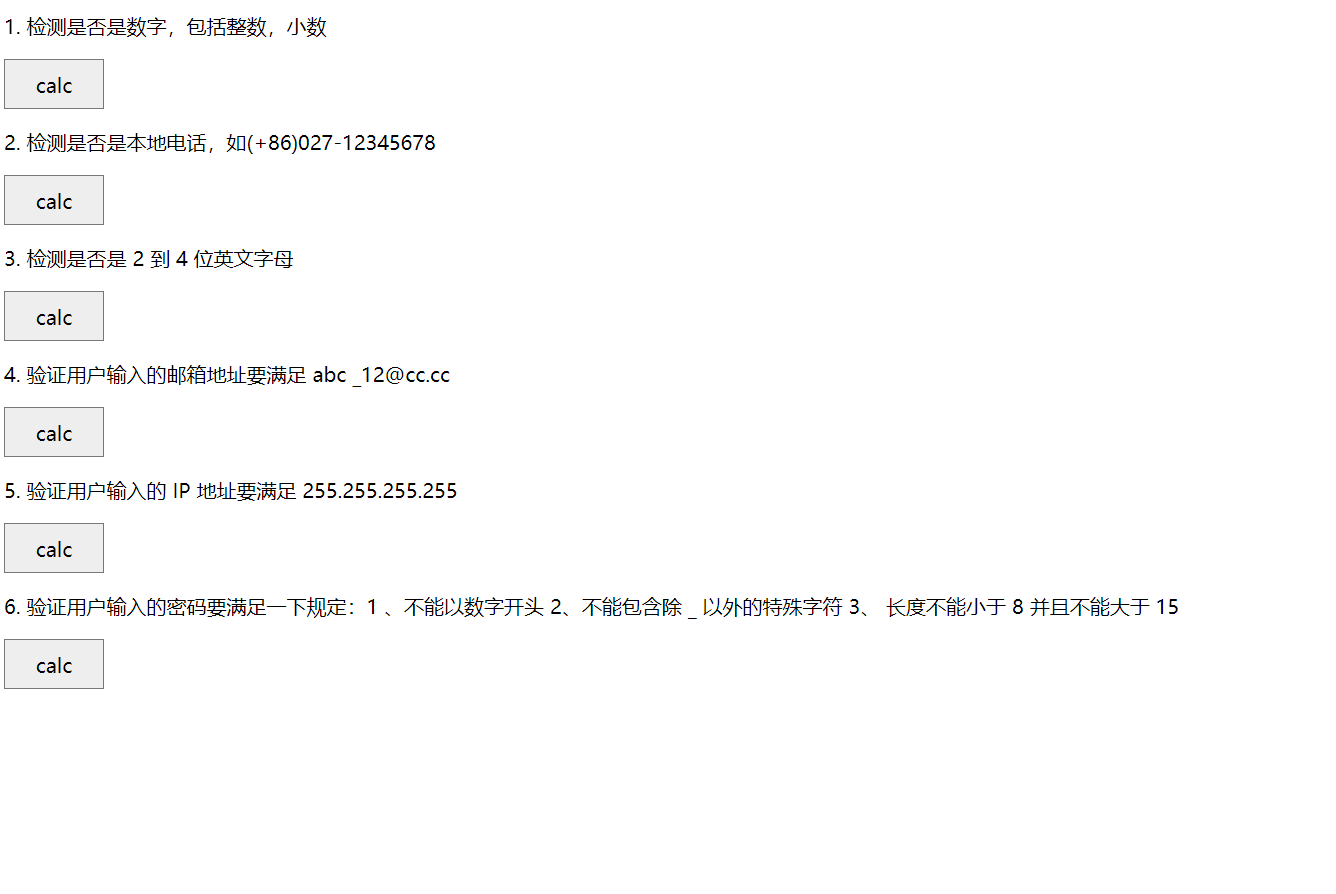 1. 检测是否是数字，包括整数，小数
calc
2. 检测是否是本地电话，如(+86)027-12345678
calc
3. 检测是否是 2 到 4 位英文字母
calc
4. 验证用户输入的邮箱地址要满足 abc _12@cc.cc
calc
5. 验证用户输入的 IP 地址要满足 255.255.255.255
calc
6. 验证用户输入的密码要满足一下规定：1 、不能以数字开头 2、不能包含除 _ 以外的特殊字符 3、 长度不能小于 8 并且不能大于 15
calc